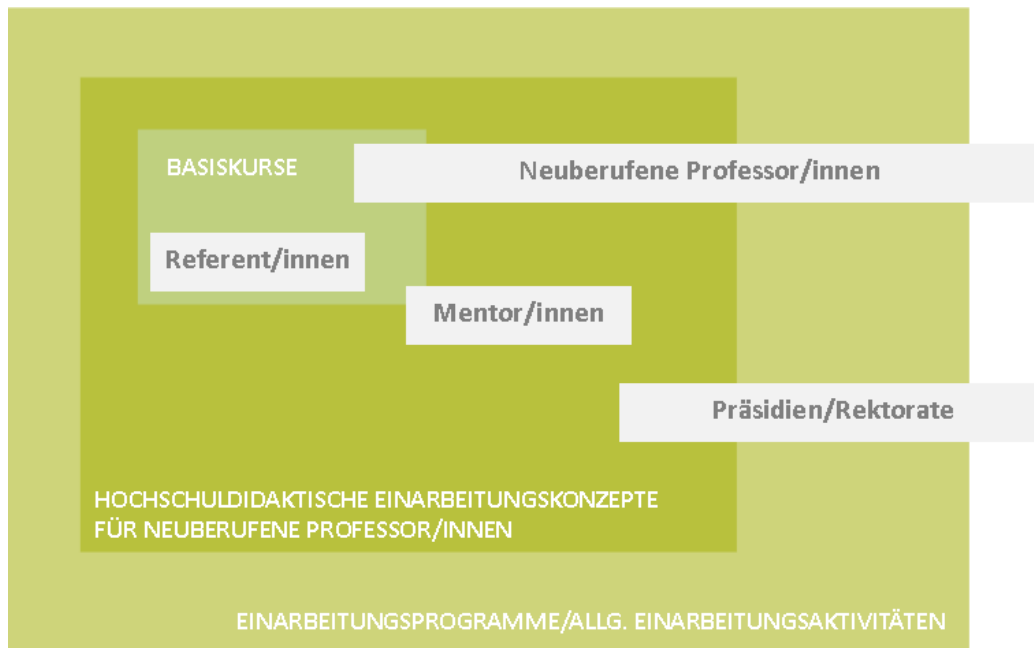 BASISKURSE
Neuberufene Professor/innen
Referent/innen
Mentor/innen
Präsidien/Rektorate
HOCHSCHULDIDAKTISCHE EINARBEITUNGSKONZEPTE
FÜR NEUBERUFENE PROFESSOR/INNEN
EINARBEITUNGSPROGRAMME/ALLG. EINARBEITUNGSAKTIVITÄTEN